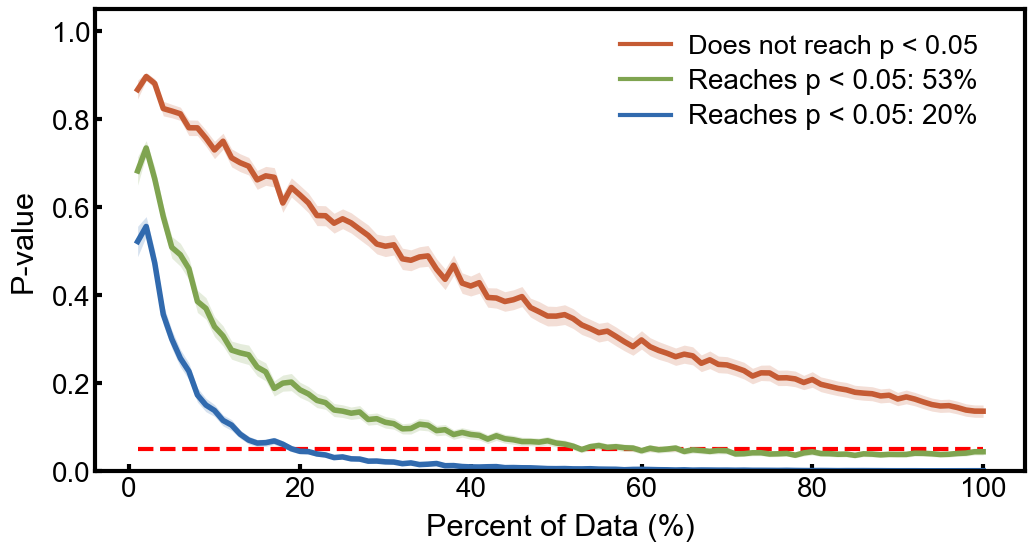 Does not reach p < 0.05
Reaches p < 0.05: 53%
Reaches p < 0.05: 20%
P-value
1.0
0.8
0.6
0.4
0.2
0.0
0
20
40
60
80
100
Percent of Data (%)